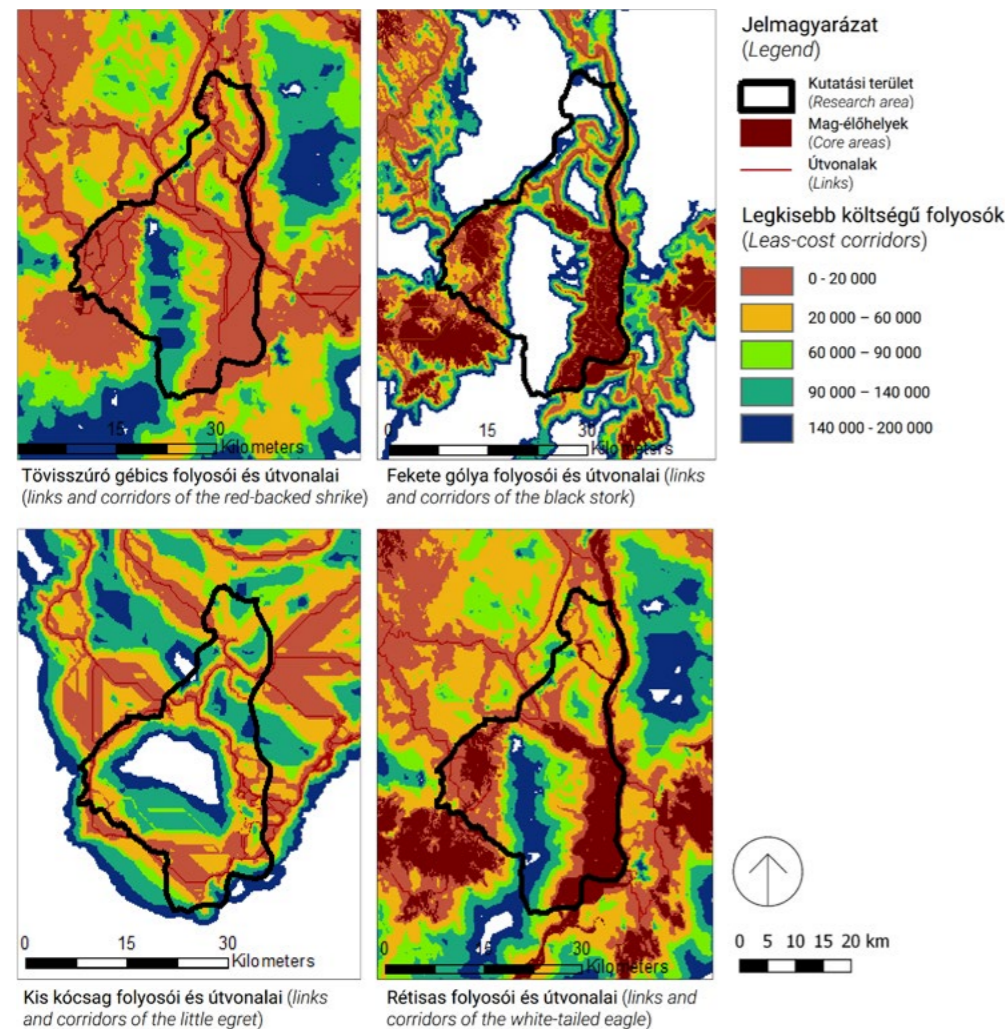 Jelmagyarázat
(Legend)
Kutatási terület
(Research area)
Mag-élőhelyek
(Core areas)
Útvonalak
(Links)
Legkisebb költségű folyosók
(Leas-cost corridors)
0 - 20 000
20 000 – 60 000
60 000 – 90 000
90 000 – 140 000
140 000 - 200 000
15 30
Kilometers
Tövisszúró gébics folyosói és útvonalai
(links and corridors of the red-backed shrike)
0 15 30
Kilometers
Fekete gólya folyosói és útvonalai (links
and corridors of the black stork)
0 15 30
Kilometers
Kis kócsag folyosói és útvonalai (links
and corridors of the little egret)
0 15 30
Kilometers
Rétisas folyosói és útvonalai (links and
corridors of the white-tailed eagle)
0 5 10 15 20 km